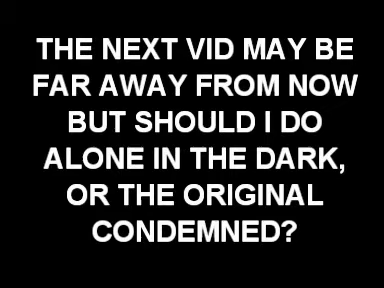 THE NEXT VID MAY BE
FAR AWAY FROM NOW
BUT SHOULD I DO
ALONE IN THE DARK,
OR THE ORIGINAL
CONDEMNED?